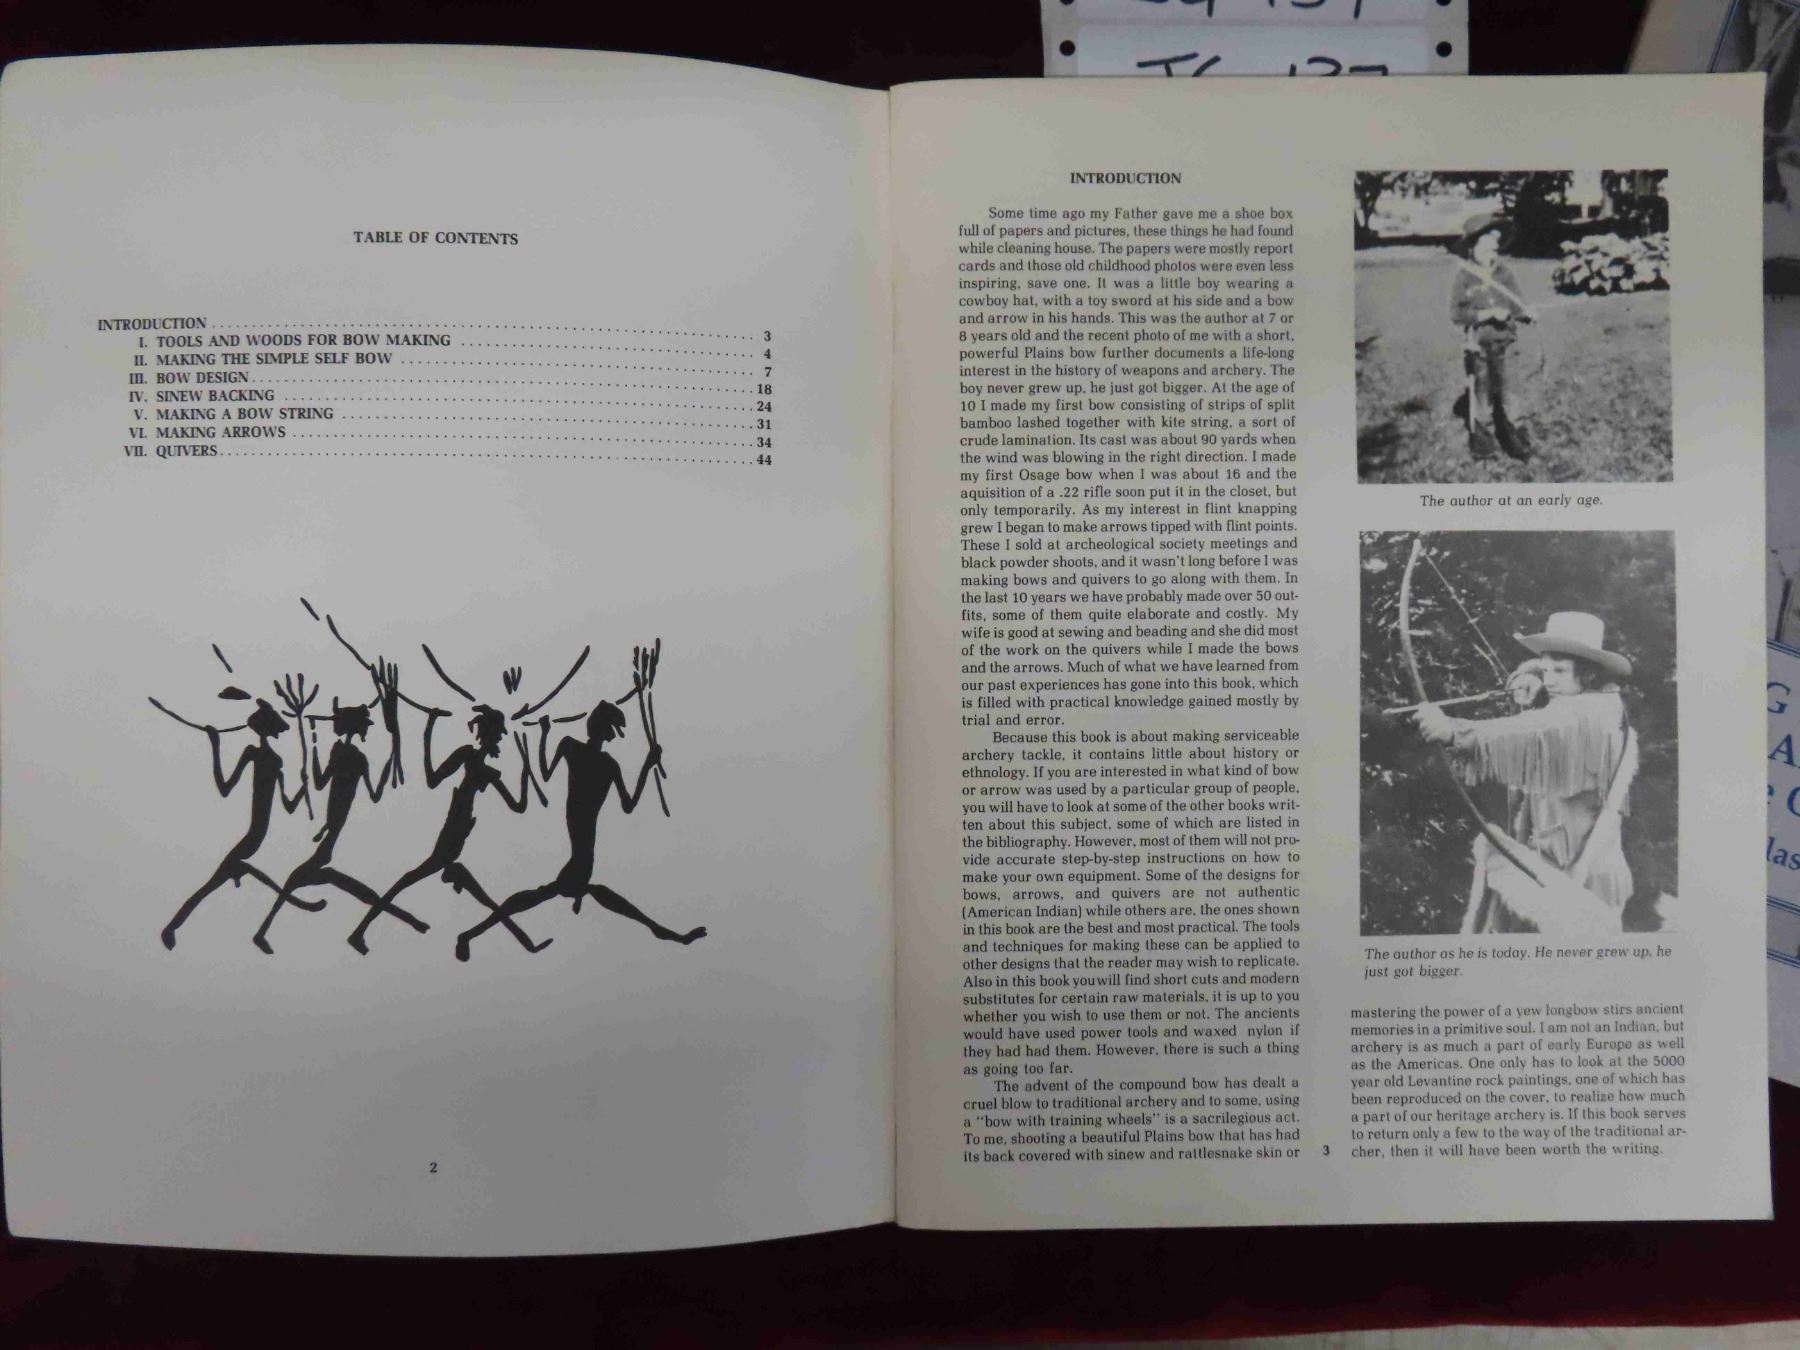 TABLE OF CONTENTS
INTRODUCTION 3
I. TOOLS AND WOODS FOR BOW MAKING 4
II. MAKING THE SIMPLE SELF BOW 7
III. BOW DESIGN 18
IV. SINEW BACKING 24
V. MAKING A BOW STRING 31
VI. MAKING ARROWS 34
VII. QUIVERS 44
2
INTRODUCTION
Some time ago my Father gave me a shoe box
full of papers and pictures, these things he had found
while cleaning house. The papers were mostly report
cards and those old childhood photos were even less
inspiring, save one. It was a little boy wearing a
cowboy hat, with a toy sword at his side and a bow
and arrow in his hands. This was the author at 7 or
8 years old and the recent photo of me with a short,
powerful Plains bow further documents a life-long
interest in the history of weapons and archery. The
boy never grew up, he just got bigger. At the age of
10 I made my first bow consisting of strips of split
bamboo lashed together with kite string, a sort of
crude lamination. Its cast was about 90 yards when
the wind was blowing in the right direction. I made
my first Osage bow when I was about 16 and the
aquisition of a .22 rifle soon put it in the closet, but
only temporarily. As my interest in flint knapping
grew I began to make arrows tipped with flint points.
These I sold at archeological society meetings and
black powder shoots, and it wasn't long before I was
making bows and quivers to go along with them. In
the last 10 years we have probably made over 50 out-
fits, some of them quite elaborate and costly. My
wife is good at sewing and beading and she did most
of the work on the quivers while I made the bows
and the arrows. Much of what we have learned from
our past experiences has gone into this book, which
is filled with practical knowledge gained mostly by
trial and error.
Because this book is about making serviceable
archery tackle, it contains little about history or
ethnology. If you are interested in what kind of bow
or arrow was used by a particular group of people,
you will have to look at some of the other books writ-
ten about this subject, some of which are listed in
the bibliography. However, most of them will not pro-
vide accurate step-by-step instructions on how to
make your own equipment. Some of the designs for
bows, arrows, and quivers are not authentic
(American Indian) while others are, the ones shown
in this book are the best and most practical. The tools
and techniques for making these can be applied to
other designs that the reader may wish to replicate.
Also in this book you will find short cuts and modern
substitutes for certain raw materials, it is up to you
whether you wish to use them or not. The ancients
would have used power tools and waxed nylon if
they had had them. However, there is such a thing
as going too far.
The advent of the compound bow has dealt a
cruel blow to traditional archery and to some, using
a "bow with training wheels" is a sacrilegious act.
To me, shooting a beautiful Plains bow that has had
its back covered with sinew and rattlesnake skin or
3
The author at an early age.
The author as he is today. He never grew up, he
just got bigger.
mastering the power of a yew longbow stirs ancient
memories in a primitive soul. I am not an Indian, but
archery is as much a part of early Europe as well
as the Americas. One only has to look at the 5000
year old Levantine rock paintings, one of which has
been reproduced on the cover, to realize how much
a part of our heritage archery is. If this book serves
to return only a few to the way of the traditional ar-
cher, then it will have been worth the writing.